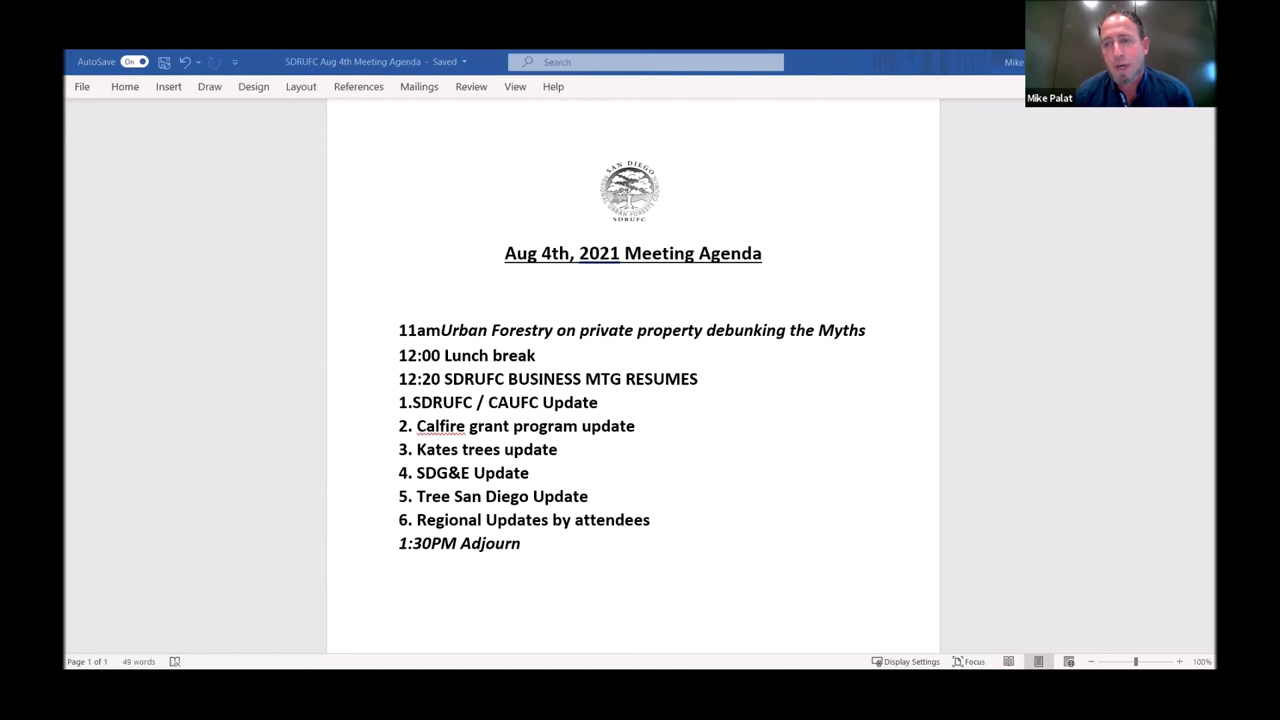 AutoSave On SDRUFC Aug 4th Meeting Agenda - Saved Search Mike
File Home Insert Draw Design Layout References Mailings Review View Help
Mike Palat
SAN DIEGO
REGIONAL URBAN FORESTS COUNCIL
SDRUFC
Aug 4th, 2021 Meeting Agenda
11amUrban Forestry on private property debunking the Myths
12:00 Lunch break
12:20 SDRUFC BUSINESS MTG RESUMES
1.SDRUFC / CAUFC Update
2. Calfire grant program update
3. Kates trees update
4. SDG&E Update
5. Tree San Diego Update
6. Regional Updates by attendees
1:30PM Adjourn
Page 1 of 1 49 words Display Settings Focus 100%